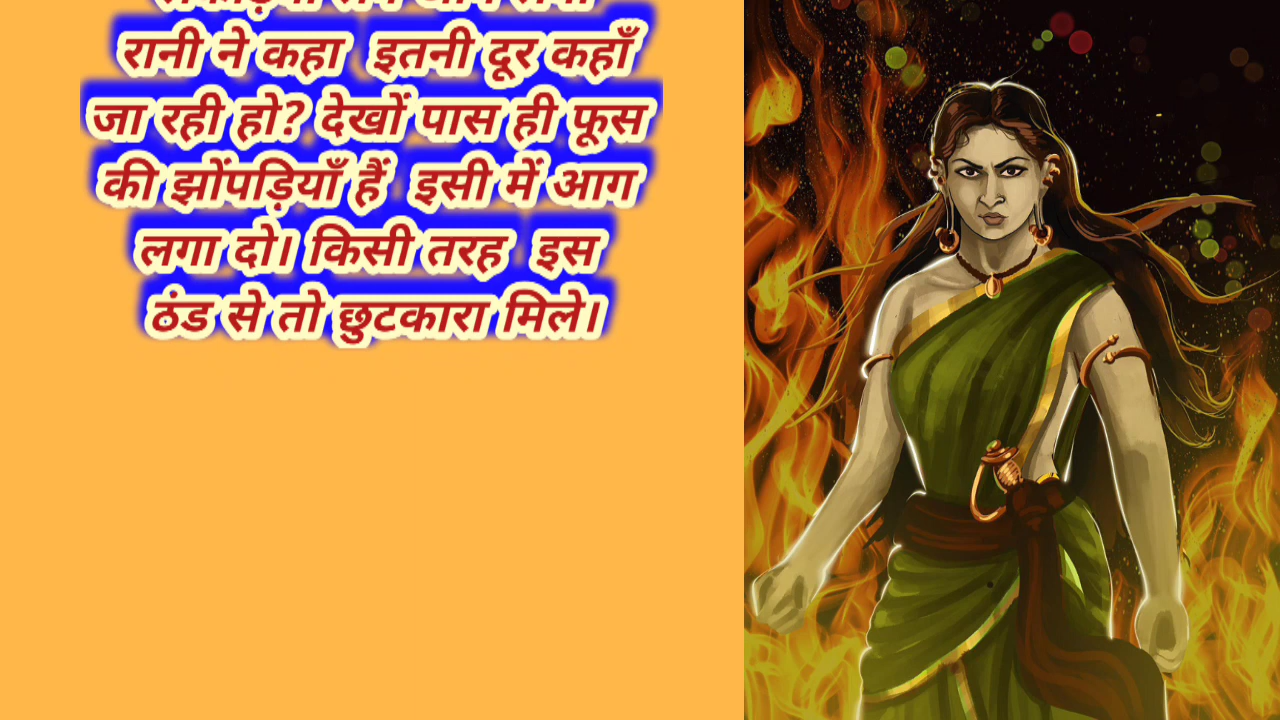 रानी ने कहा इतनी दूर कहाँ
जा रही हो? देखों पास ही फूस
की झोंपड़ियाँ हैं इसी में आग
लगा दो। किसी तरह इस
ठंड से तो छुटकारा मिले।